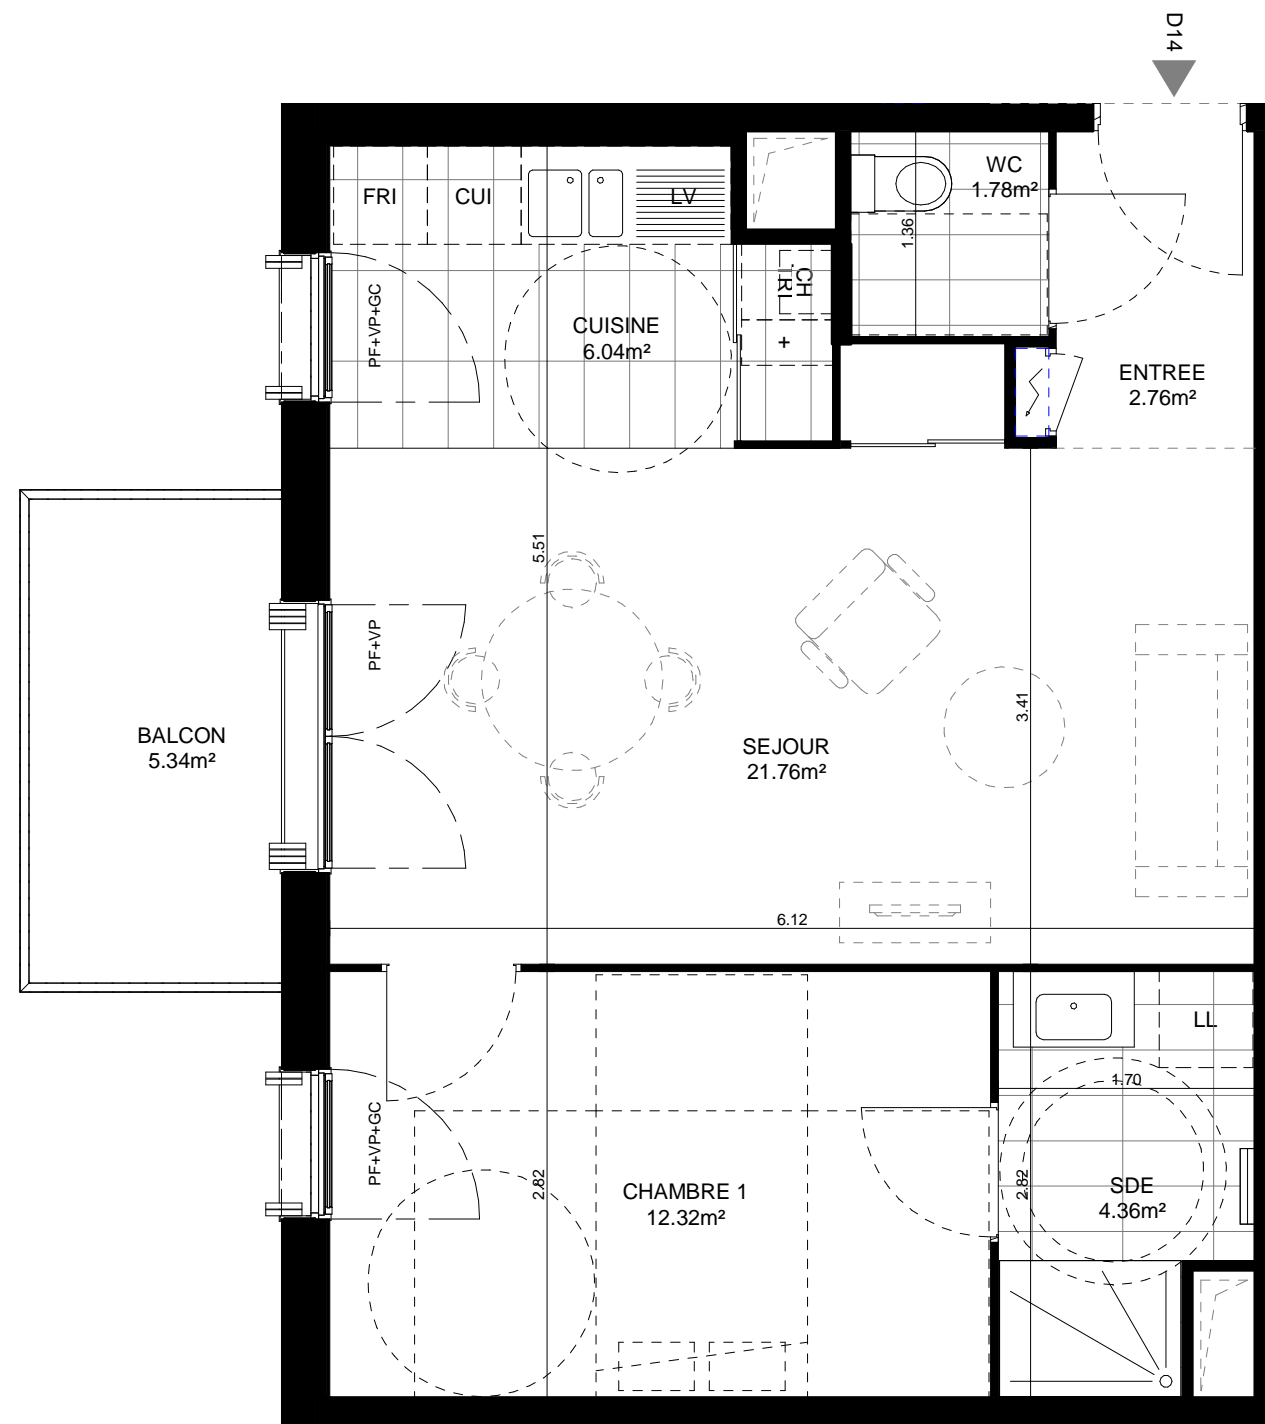 D14
WC
1.78m²
1.36
FRI
CUI
LV
CH
TRI
+
PF+VP+GC
CUISINE
6.04m²
ENTREE
2.76m²
5.51
PF+VP
3.41
BALCON
5.34m²
SEJOUR
21.76m²
6.12
LL
1.70
PF+VP+GC
2.82
CHAMBRE 1
12.32m²
2.82
SDE
4.36m²